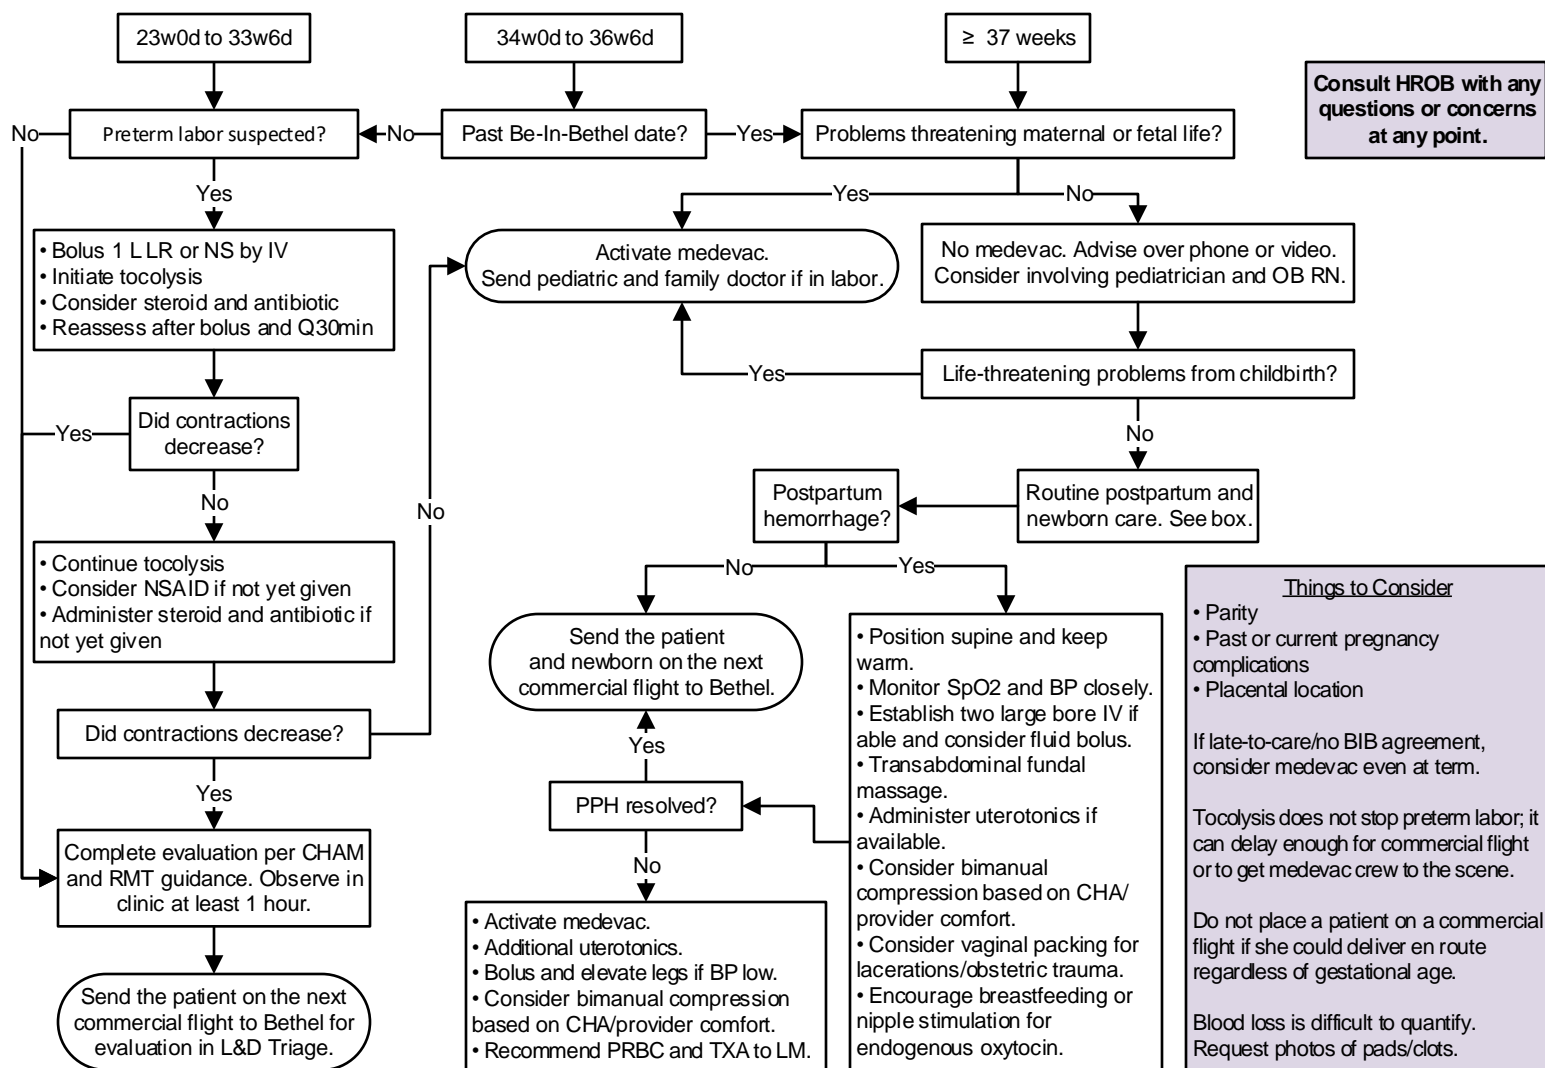 23w0d to 33w6d
34w0d to 36w6d
≥ 37 weeks
Consult HROB with any
questions or concerns
at any point.
No
Preterm labor suspected?
No
Past Be-In-Bethel date?
Yes
Problems threatening maternal or fetal life?
Yes
Yes
No
• Bolus 1 L LR or NS by IV
• Initiate tocolysis
• Consider steroid and antibiotic
• Reassess after bolus and Q30min
Activate medevac.
Send pediatric and family doctor if in labor.
No medevac. Advise over phone or video.
Consider involving pediatrician and OB RN.
Yes
Life-threatening problems from childbirth?
Yes
Did contractions
decrease?
No
No
No
Postpartum
hemorrhage?
Routine postpartum and
newborn care. See box.
• Continue tocolysis
• Consider NSAID if not yet given
• Administer steroid and antibiotic if
not yet given
No
Yes
Send the patient
and newborn on the next
commercial flight to Bethel.
• Position supine and keep
warm.
• Monitor SpO2 and BP closely.
• Establish two large bore IV if
able and consider fluid bolus.
• Transabdominal fundal
massage.
• Administer uterotonics if
available.
• Consider bimanual
compression based on CHA/
provider comfort.
• Consider vaginal packing for
lacerations/obstetric trauma.
• Encourage breastfeeding or
nipple stimulation for
endogenous oxytocin.
Things to Consider
• Parity
• Past or current pregnancy
complications
• Placental location
If late-to-care/no BIB agreement,
consider medevac even at term.
Tocolysis does not stop preterm labor; it
can delay enough for commercial flight
or to get medevac crew to the scene.
Do not place a patient on a commercial
flight if she could deliver en route
regardless of gestational age.
Blood loss is difficult to quantify.
Request photos of pads/clots.
Did contractions decrease?
Yes
Yes
PPH resolved?
No
Complete evaluation per CHAM
and RMT guidance. Observe in
clinic at least 1 hour.
• Activate medevac.
• Additional uterotonics.
• Bolus and elevate legs if BP low.
• Consider bimanual compression
based on CHA/provider comfort.
• Recommend PRBC and TXA to LM.
Send the patient on the next
commercial flight to Bethel for
evaluation in L&D Triage.